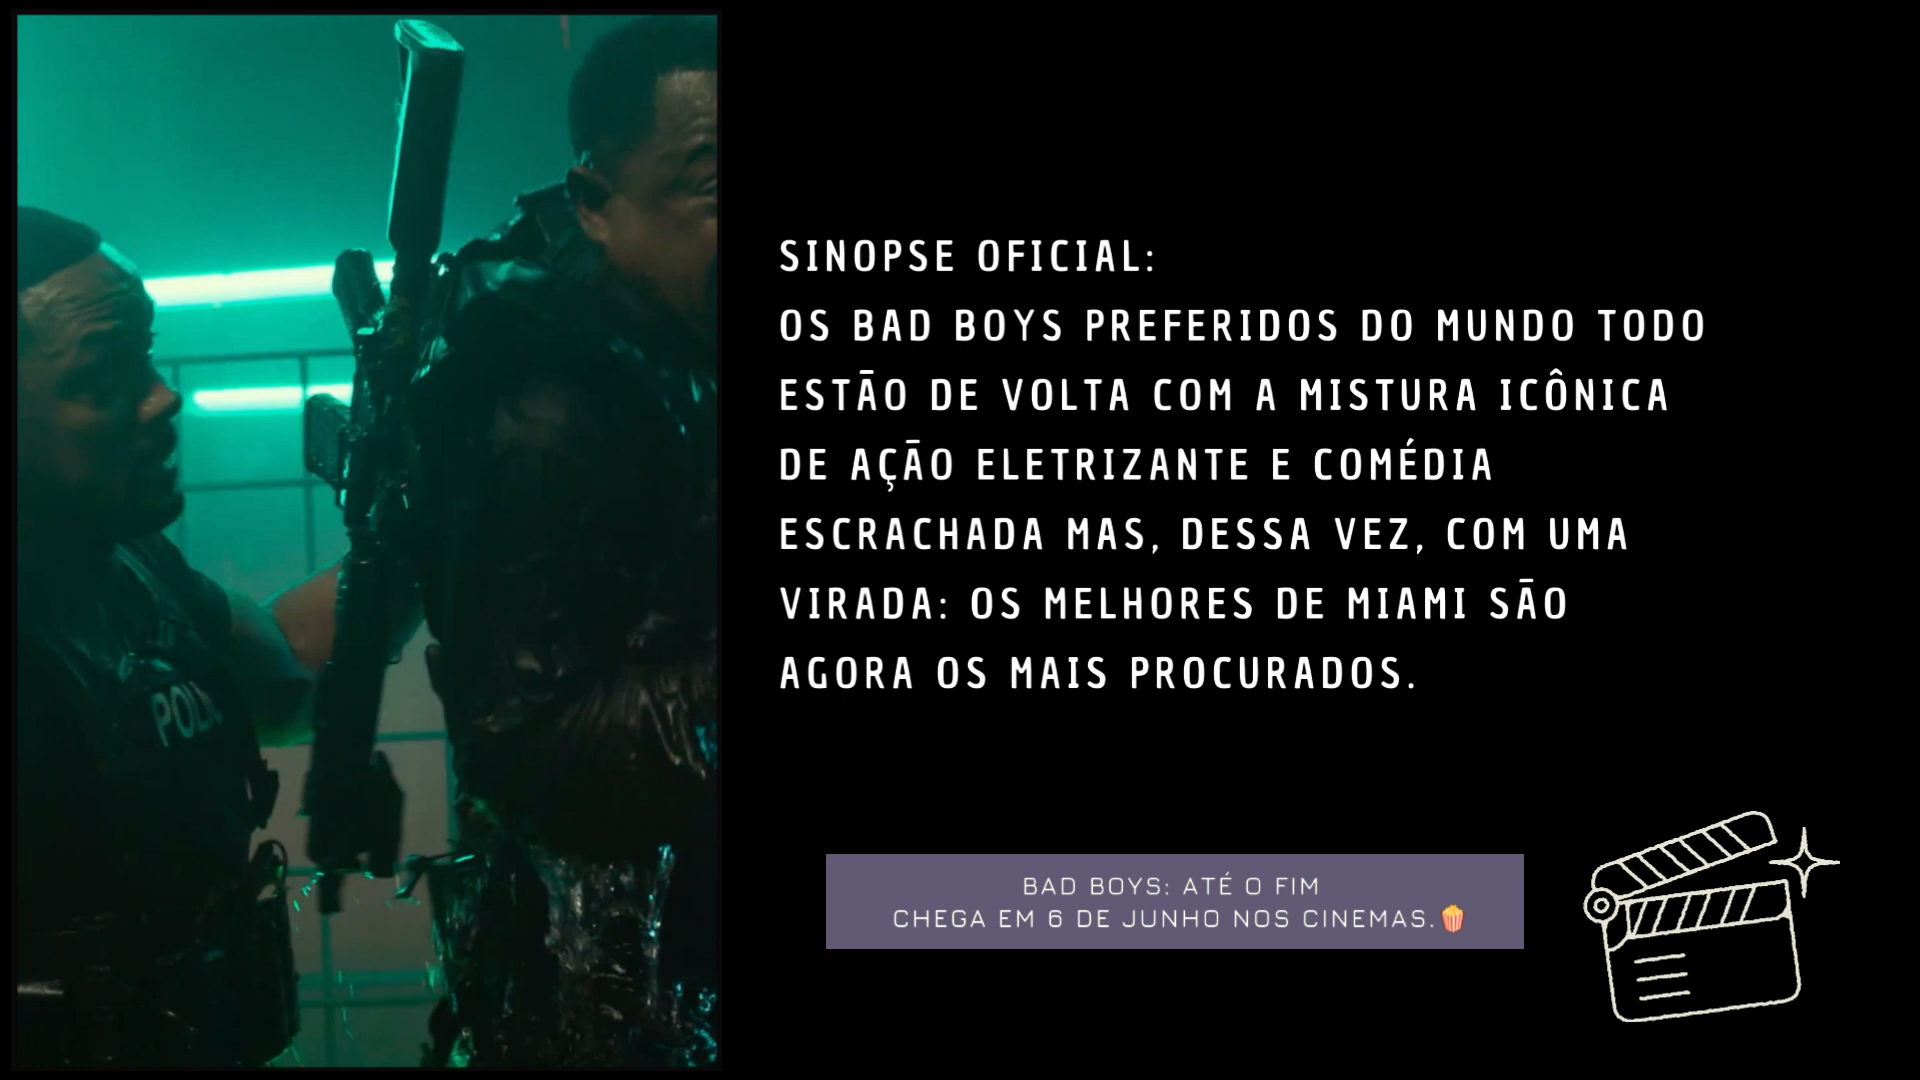 SINOPSE OFICIAL:
OS BAD BOYS PREFERIDOS DO MUNDO TODO
ESTÃO DE VOLTA COM A MISTURA ICÔNICA
DE AÇÃO ELETRIZANTE E COMÉDIA
ESCRACHADA MAS, DESSA VEZ, COM UMA
VIRADA: OS MELHORES DE MIAMI SÃO
AGORA OS MAIS PROCURADOS.
POLI
BAD BOYS: ATÉ O FIM
CHEGA EM 6 DE JUNHO NOS CINEMAS.🍿